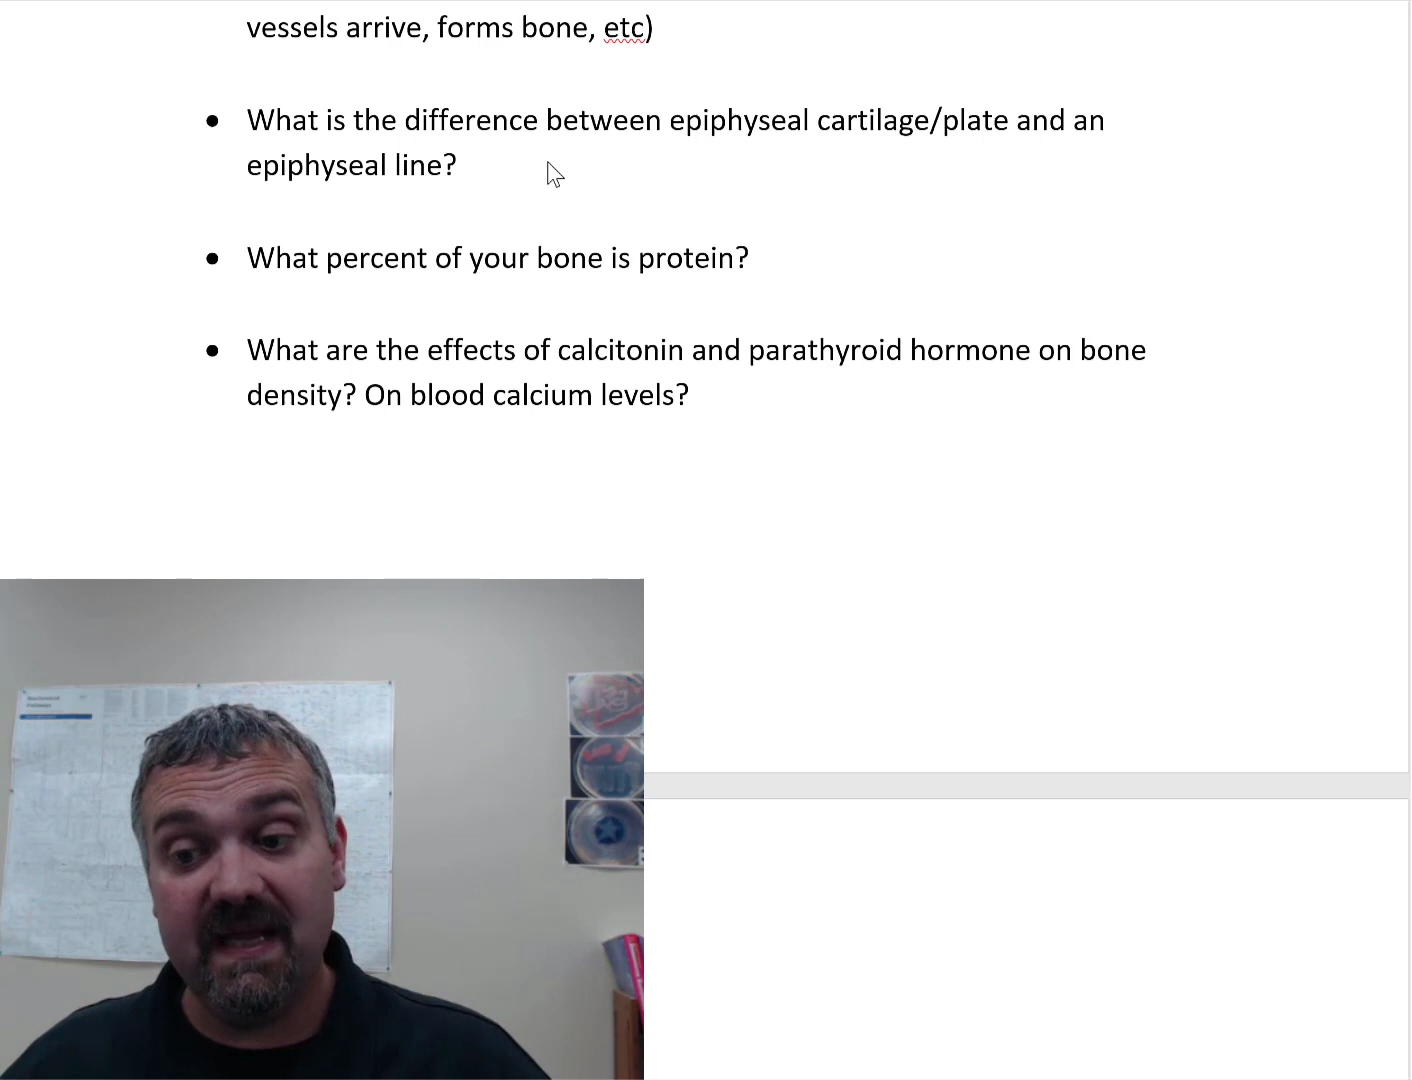 vessels arrive, forms bone, etc)
• What is the difference between epiphyseal cartilage/plate and an
epiphyseal line?
• What percent of your bone is protein?
• What are the effects of calcitonin and parathyroid hormone on bone
density? On blood calcium levels?